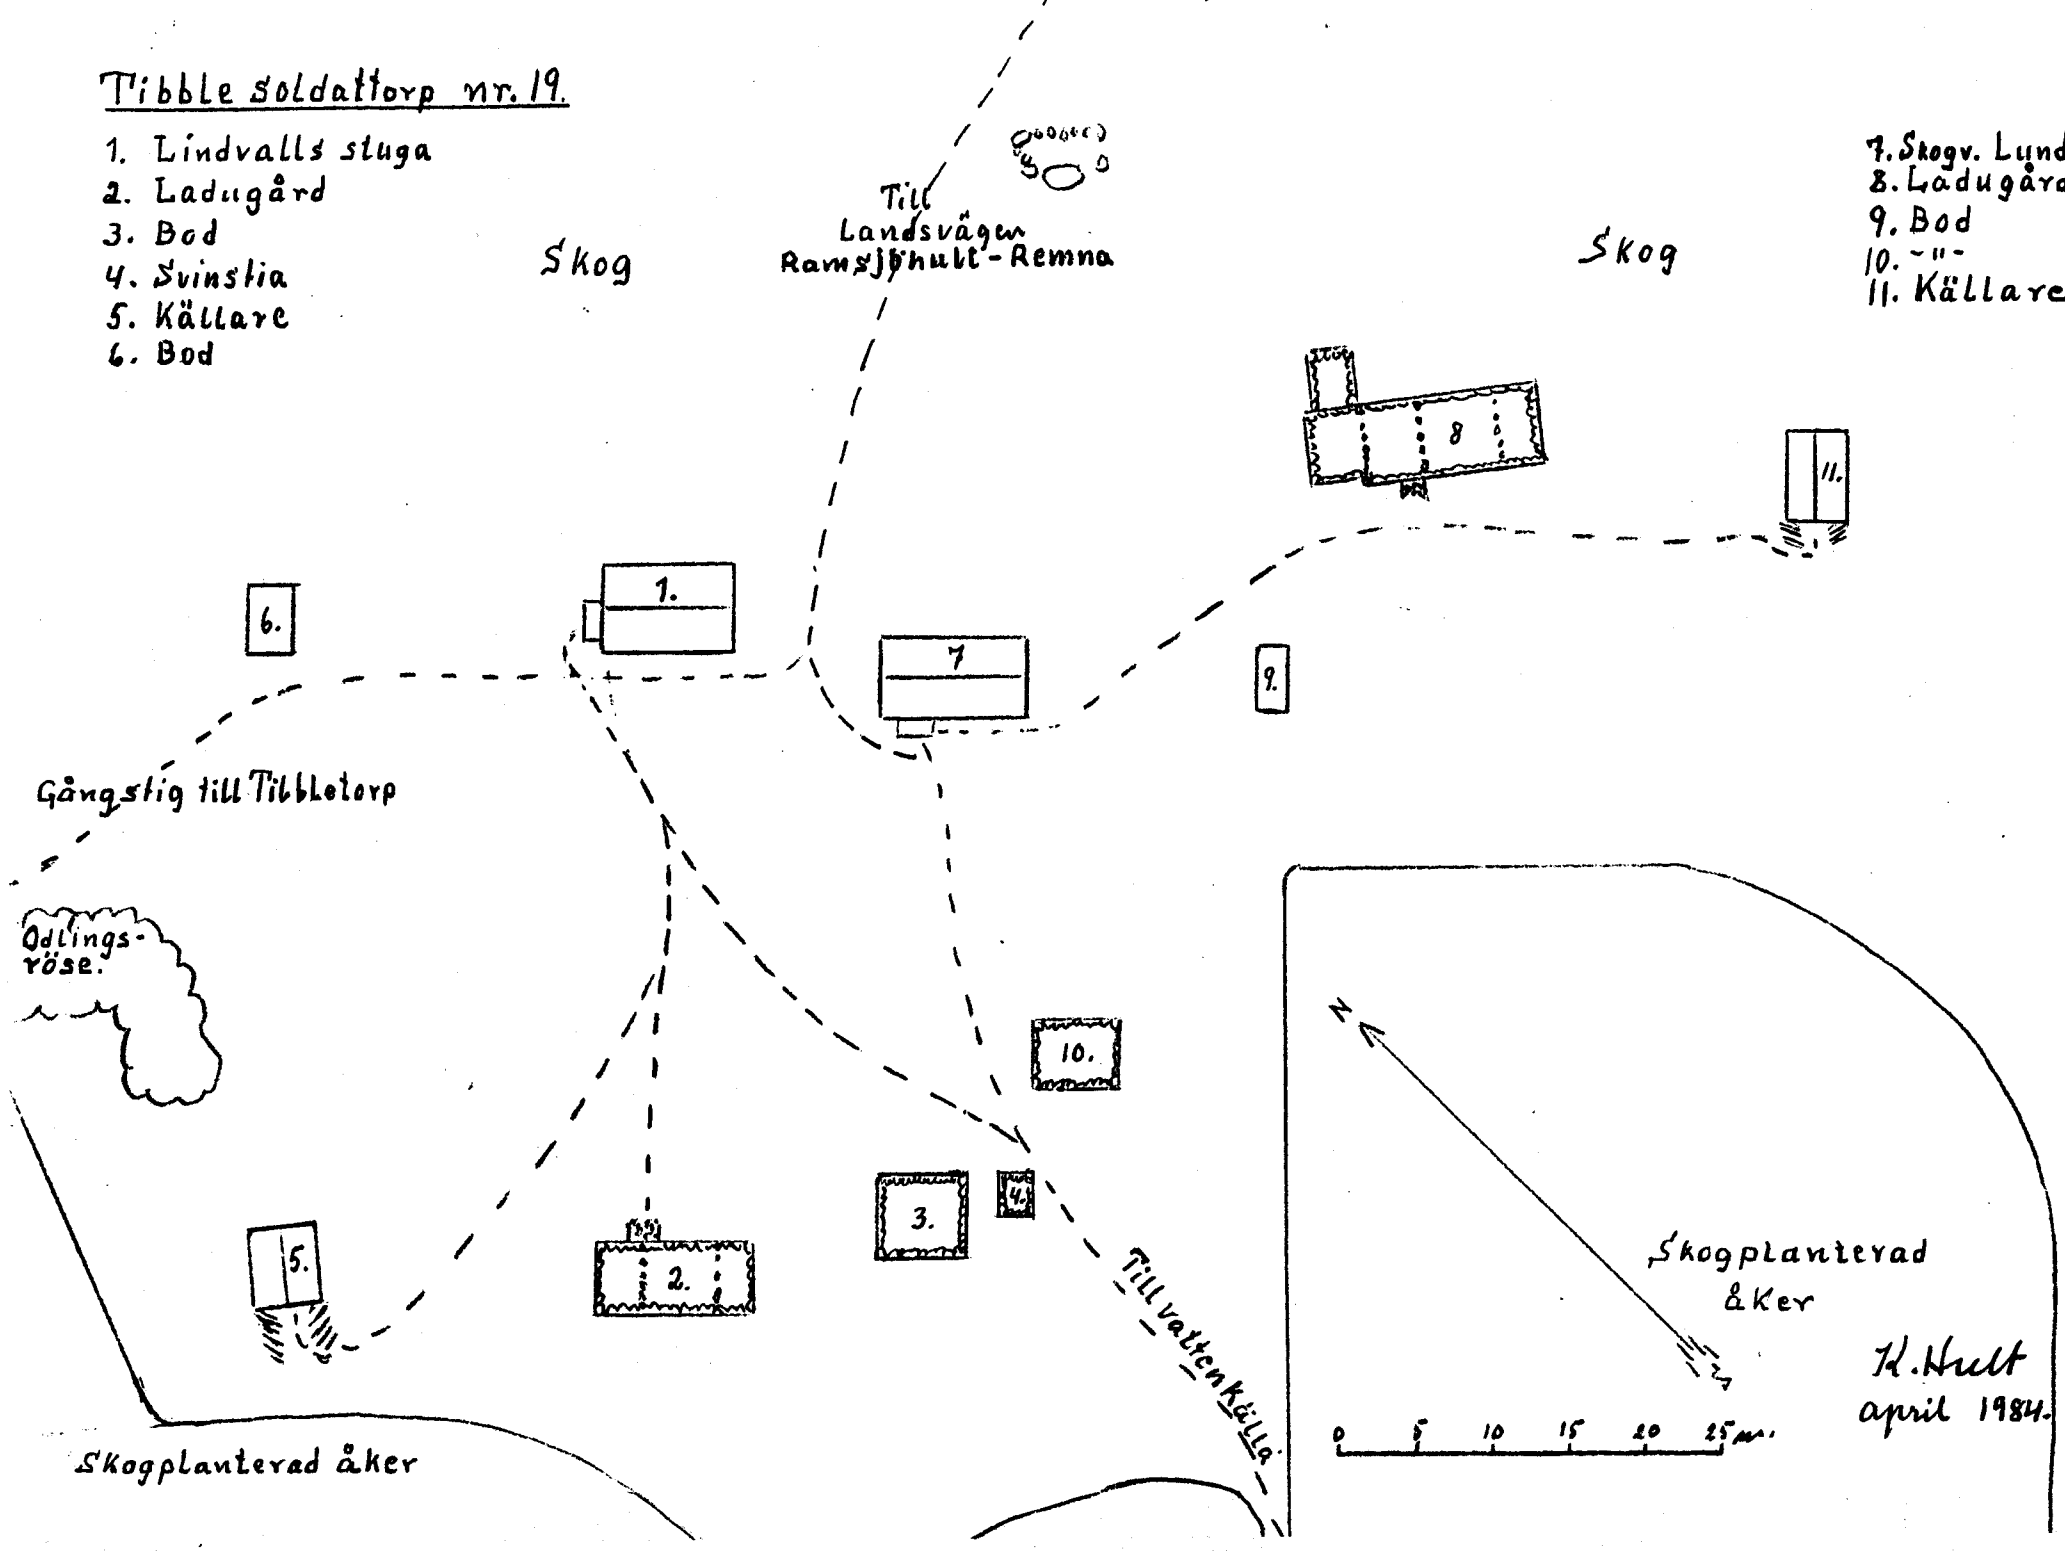 Tibble soldattorp nr. 19.
1. Lindvalls stuga
2. Ladugård
3. Bod
4. Svinstia
5. Källare
6. Bod
7. Skogv. Lund
8. Ladugård
9. Bod
10. -"-
11. Källare
Skog
Till
Landsvägen
Ramsjöhult - Remna
Skog
8
11.
1.
6.
7
9.
Gångstig till Tibbletorp
Odlings-
röse.
10.
N
3.
4.
5.
2.
Till vattenkälla
Skogplanterad
åker
K. Hult
april 1984.
0 5 10 15 20 25 m.
Skogplanterad åker